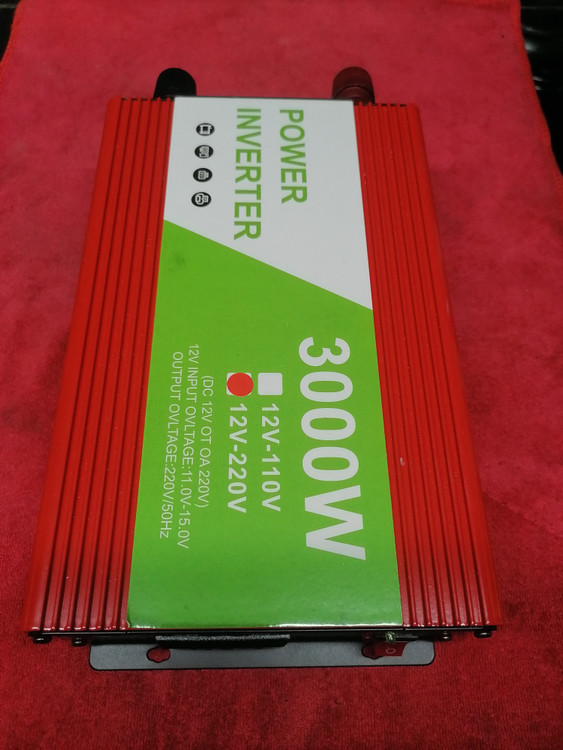 POWER
INVERTER
3000W
12V-110V
12V-220V
(DC 12V OT OA 220V)
12V INPUT OVLTAGE:11.0V-15.0V
OUTPUT OVLTAGE:220V/50Hz